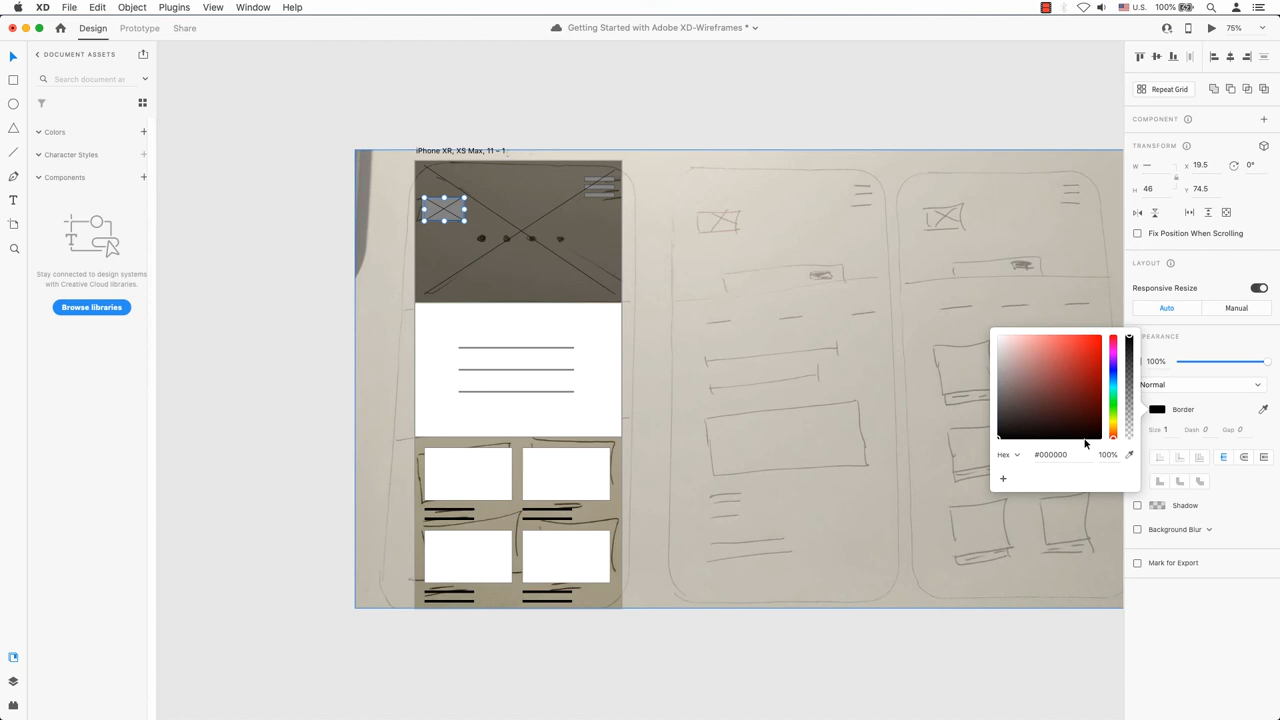 XD File Edit Object Plugins View Window Help U.S. 100%
Design Prototype Share Getting Started with Adobe XD-Wireframes * 75%
DOCUMENT ASSETS
Search document as
Colors
Character Styles
Components
Stay connected to design systems
with Creative Cloud libraries.
Browse libraries
iPhone XR, XS Max, 11 – 1
Repeat Grid
COMPONENT
TRANSFORM
W — X 19.5 0°
H 46 Y 74.5
Fix Position When Scrolling
LAYOUT
Responsive Resize
Auto Manual
PEARANCE
100%
Normal
Border
Size 1 Dash 0 Gap 0
Hex #000000 100%
+
Shadow
Background Blur
Mark for Export